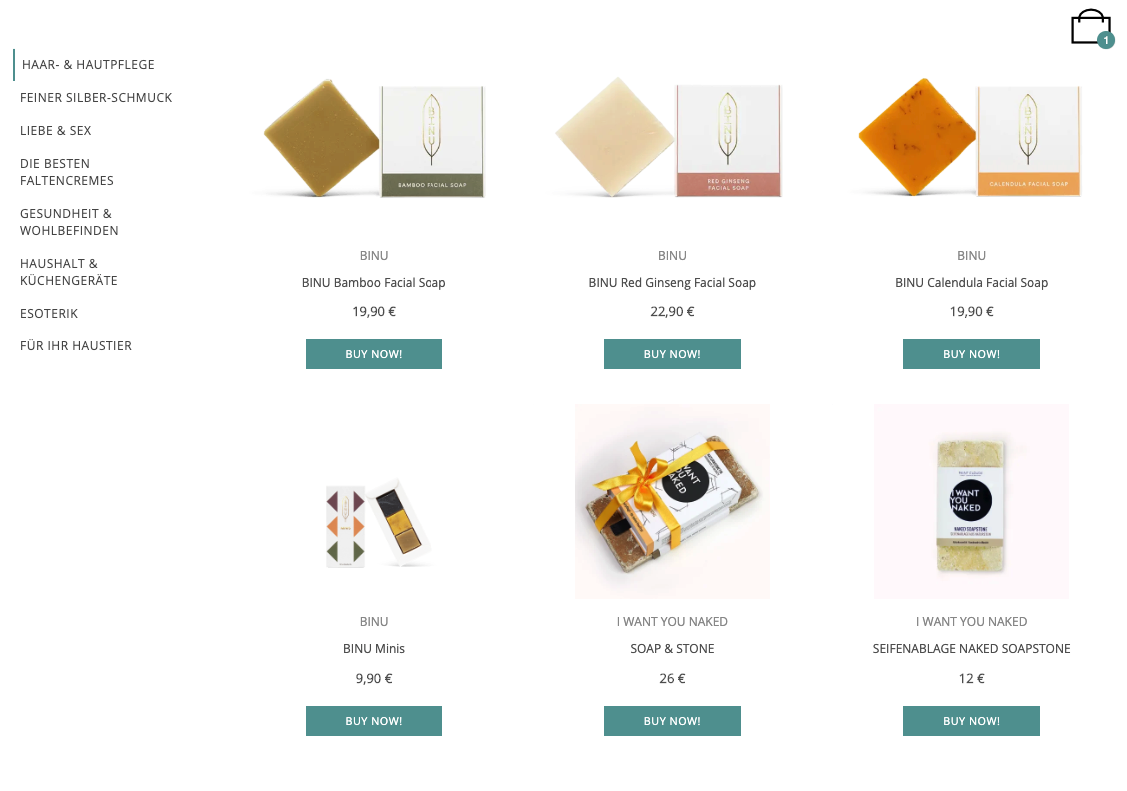 1
HAAR- & HAUTPFLEGE
FEINER SILBER-SCHMUCK
LIEBE & SEX
DIE BESTEN
FALTENCREMES
GESUNDHEIT &
WOHLBEFINDEN
HAUSHALT &
KÜCHENGERÄTE
ESOTERIK
FÜR IHR HAUSTIER
BINU
BAMBOO FACIAL SOAP
BINU
RED GINSENG
FACIAL SOAP
BINU
CALENDULA FACIAL SOAP
BINU
BINU Bamboo Facial Soap
19,90 €
BUY NOW!
BINU
BINU Red Ginseng Facial Soap
22,90 €
BUY NOW!
BINU
BINU Calendula Facial Soap
19,90 €
BUY NOW!
I WANT
YOU
NAKED
I WANT
YOU
NAKED
NAKED SOAPSTONE
BINU
BINU Minis
9,90 €
BUY NOW!
I WANT YOU NAKED
SOAP & STONE
26 €
BUY NOW!
I WANT YOU NAKED
SEIFENABLAGE NAKED SOAPSTONE
12 €
BUY NOW!